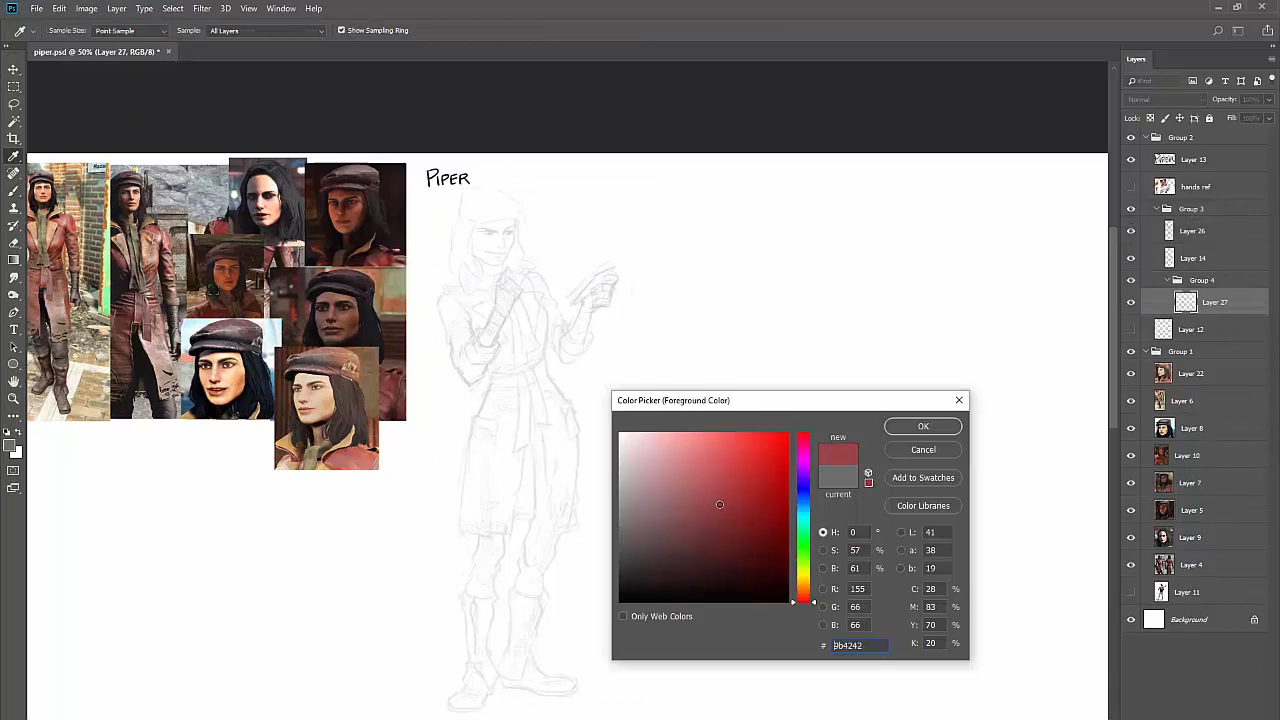 Ps File Edit Image Layer Type Select Filter 3D View Window Help
Sample Size: Point Sample Sample: All Layers Show Sampling Ring
piper.psd @ 50% (Layer 27, RGB/8) * ×
Layers
Kind
Normal Opacity: 100%
Lock: Fill: 100%
Group 2
Layer 13
hands ref
Group 3
Layer 26
Layer 14
Group 4
Layer 27
Layer 12
Group 1
Layer 22
Layer 6
Layer 8
Layer 10
Layer 7
Layer 5
Layer 9
Layer 4
Layer 11
Background
PIPER
Color Picker (Foreground Color)
new
current
OK
Cancel
Add to Swatches
Color Libraries
H: 0 ° L: 41
S: 57 % a: 38
B: 61 % b: 19
R: 155 C: 28 %
G: 66 M: 83 %
B: 66 Y: 70 %
# 9b4242 K: 20 %
Only Web Colors